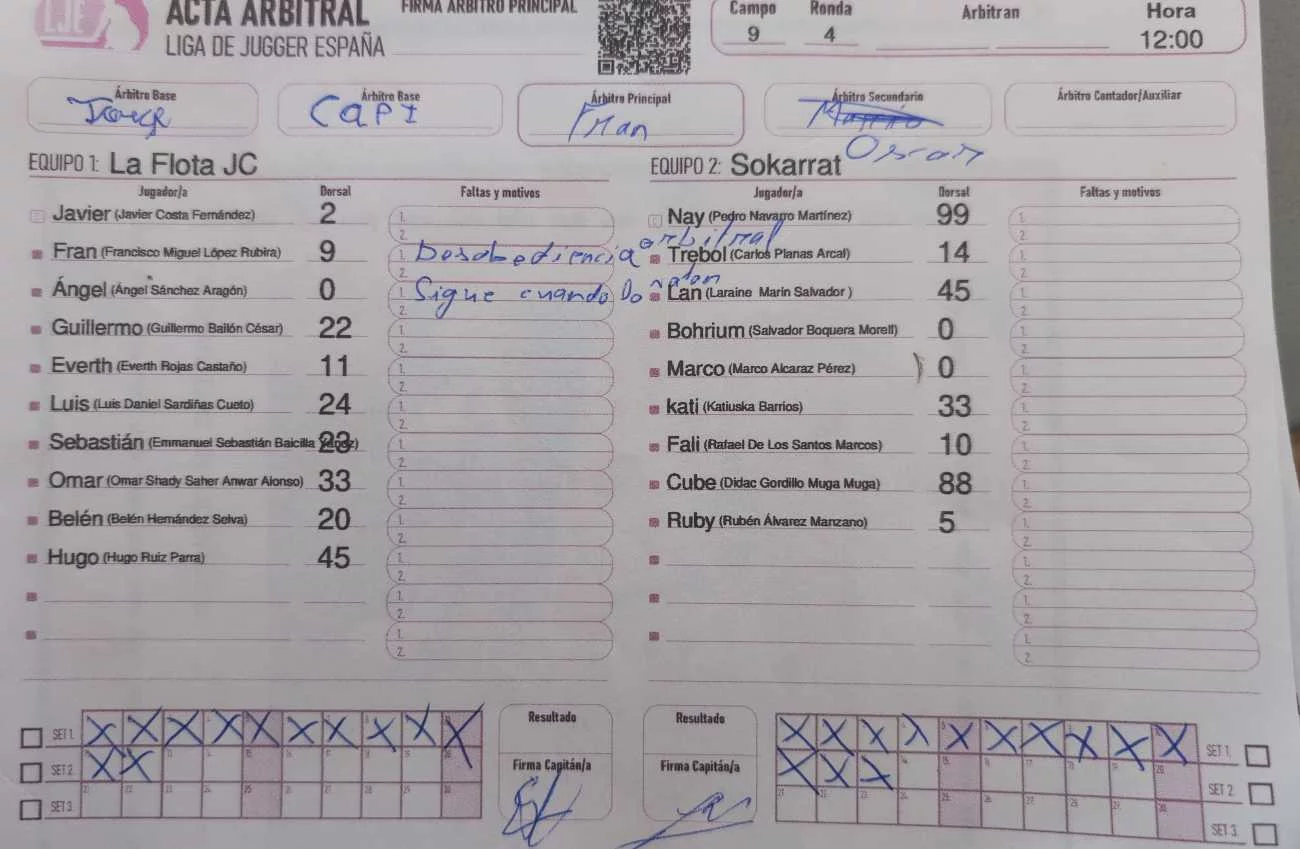 LJE
ACTA ARBITRAL
LIGA DE JUGGER ESPAÑA
FIRMA ÁRBITRO PRINCIPAL
Campo Ronda Arbitran Hora
9 4 12:00
Árbitro Base Árbitro Base Árbitro Principal Árbitro Secundario Árbitro Contador/Auxiliar
CAPI Fran
Oscar
EQUIPO 1: La Flota JC
Jugador/a Dorsal Faltas y motivos
Javier (Javier Costa Fernández) 2
Fran (Francisco Miguel López Rubira) 9 Desobediencia arbitral
Ángel (Ángel Sánchez Aragón) 0 Sigue cuando lo
Guillermo (Guillermo Bailón César) 22
Everth (Everth Rojas Castaño) 11
Luis (Luis Daniel Sardiñas Cueto) 24
Sebastián (Emmanuel Sebastián Baicilla 23
Omar (Omar Shady Saher Anwar Alonso) 33
Belén (Belén Hernández Selva) 20
Hugo (Hugo Ruiz Parra) 45
EQUIPO 2: Sokarrat
Jugador/a Dorsal Faltas y motivos
Nay (Pedro Navarro Martínez) 99
Trebol (Carlos Planas Arcal) 14
Lan (Laraine Marin Salvador ) 45
Bohrium (Salvador Boquera Morell) 0
Marco (Marco Alcaraz Pérez) 0
kati (Katiuska Barrios) 33
Fali (Rafael De Los Santos Marcos) 10
Cube (Didac Gordillo Muga Muga) 88
Ruby (Rubén Álvarez Manzano) 5
SET 1. X X X X X X X X X X
SET 2 X X
SET 3.
Resultado
Firma Capitán/a
Resultado
Firma Capitán/a
X X X X X X X X X X SET 1.
X X X SET 2.
SET 3.